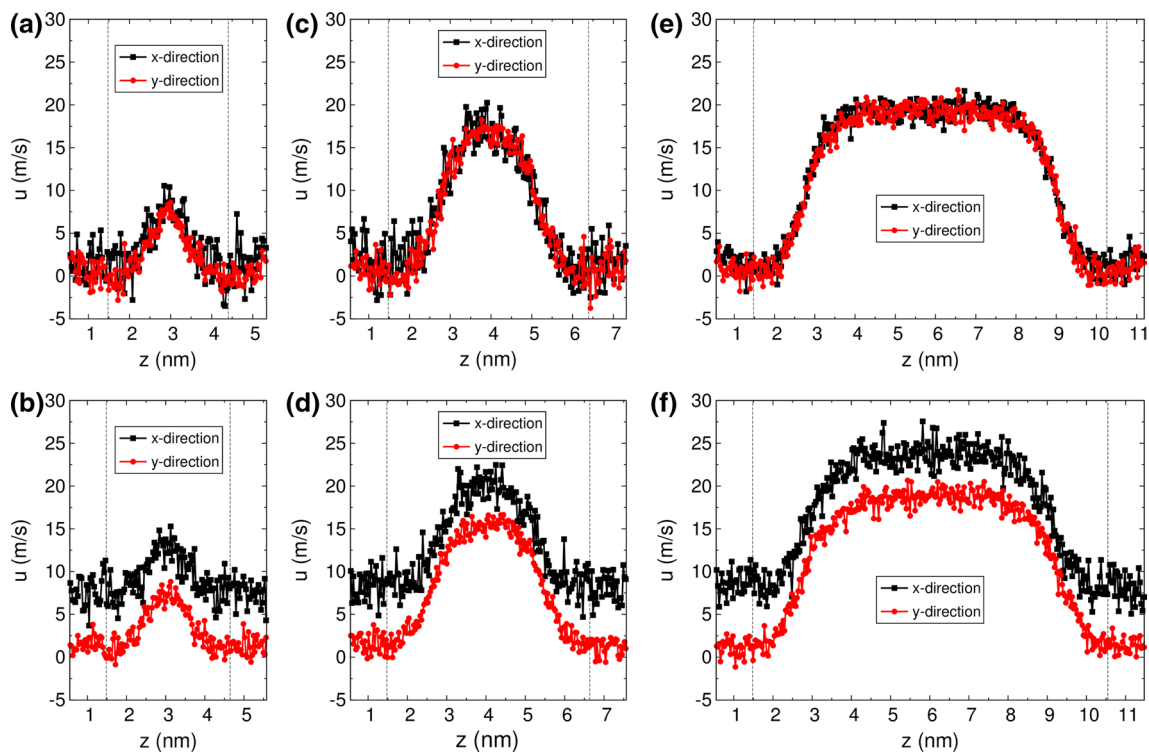 (a)
x-direction
y-direction
u (m/s)
30
25
20
15
10
5
0
-5
1 2 3 4 5
z (nm)
(c)
x-direction
y-direction
u (m/s)
30
25
20
15
10
5
0
-5
1 2 3 4 5 6 7
z (nm)
(e)
x-direction
y-direction
u (m/s)
30
25
20
15
10
5
0
-5
1 2 3 4 5 6 7 8 9 10 11
z (nm)
(b)
x-direction
y-direction
u (m/s)
30
25
20
15
10
5
0
-5
1 2 3 4 5
z (nm)
(d)
x-direction
y-direction
u (m/s)
30
25
20
15
10
5
0
-5
1 2 3 4 5 6 7
z (nm)
(f)
x-direction
y-direction
u (m/s)
30
25
20
15
10
5
0
-5
1 2 3 4 5 6 7 8 9 10 11
z (nm)